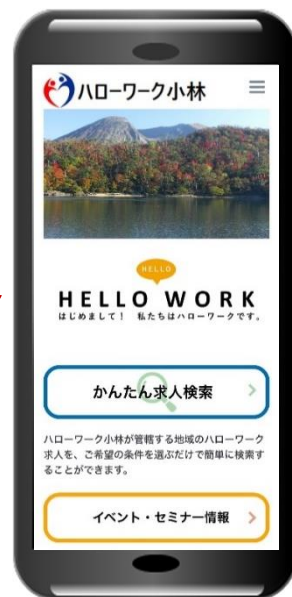 ハローワーク小林
HELLO
HELLO WORK
はじめまして! 私たちはハローワークです。
かんたん求人検索
ハローワーク小林が管轄する地域のハローワーク
求人を、ご希望の条件を選ぶだけで簡単に検索す
ることができます。
イベント・セミナー情報